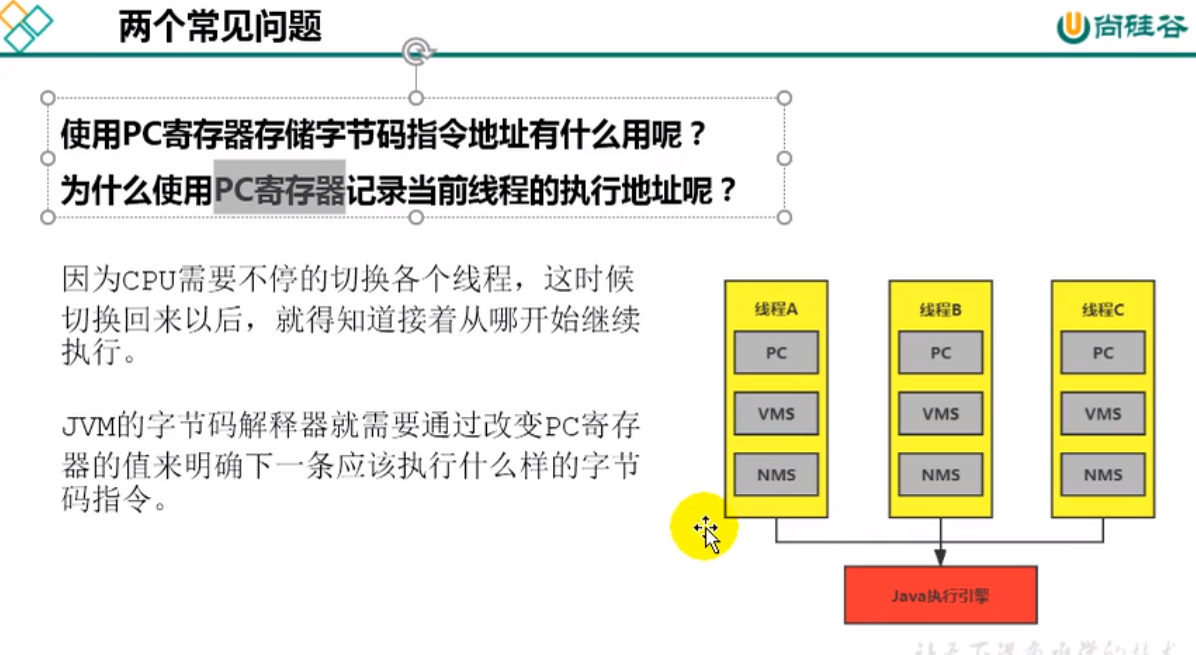 两个常见问题
尚硅谷
使用PC寄存器存储字节码指令地址有什么用呢？
为什么使用PC寄存器记录当前线程的执行地址呢？
因为CPU需要不停的切换各个线程，这时候
切换回来以后，就得知道接着从哪开始继续
执行。
JVM的字节码解释器就需要通过改变PC寄存
器的值来明确下一条应该执行什么样的字节
码指令。
线程A
PC
VMS
NMS
线程B
PC
VMS
NMS
线程C
PC
VMS
NMS
Java执行引擎